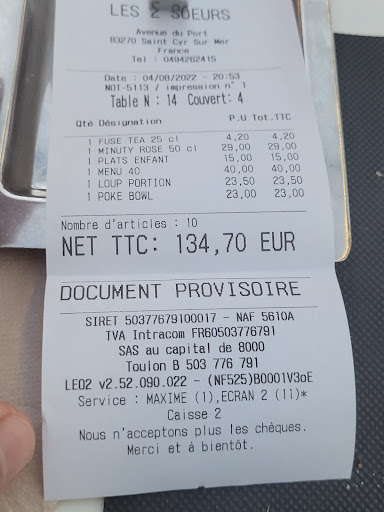 LES 2 SOEURS
Avenue du Port
83270 Saint Cyr Sur Mer
France
Tel : 0494262415
Date : 04/08/2022 - 20:53
NOT-5113 / impression n° 1
Table N : 14 Couvert: 4
Qté Désignation P.U Tot.TTC
1 FUSE TEA 25 cl 4,20 4,20
1 MINUTY ROSE 50 cl 29,00 29,00
1 PLATS ENFANT 15,00 15,00
1 MENU 40 40,00 40,00
1 LOUP PORTION 23,50 23,50
1 POKE BOWL 23,00 23,00
Nombre d'articles : 10
NET TTC: 134,70 EUR
DOCUMENT PROVISOIRE
SIRET 50377679100017 - NAF 5610A
TVA Intracom FR60503776791
SAS au capital de 8000
Toulon B 503 776 791
LEO2 v2.52.090.022 - (NF525)B0001V3oE
Service : MAXIME (1),ECRAN 2 (11)*
Caisse 2
Nous n'acceptons plus les chèques.
Merci et à bientôt.